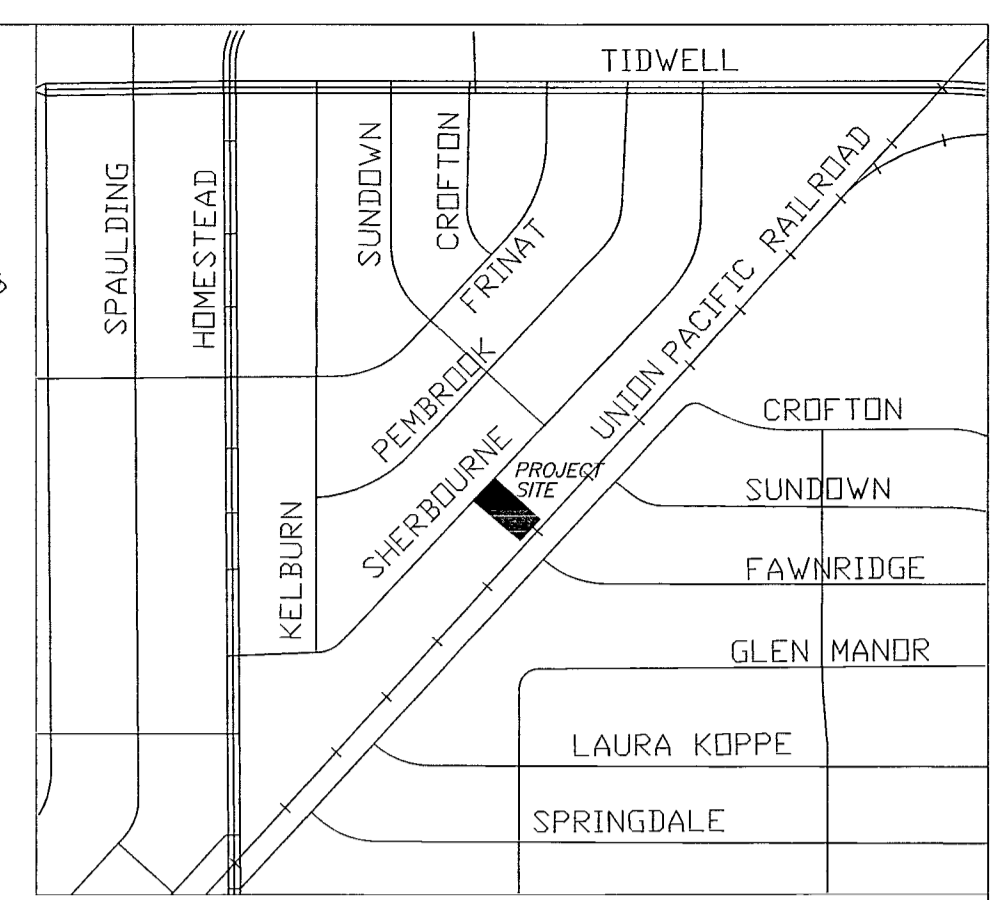 TIDWELL
SPAULDING
HOMESTEAD
SUNDOWN
CROFTON
FRINAT
PEMBROOK
SHERBOURNE
KELBURN
UNION PACIFIC RAILROAD
PROJECT
SITE
CROFTON
SUNDOWN
FAWNRIDGE
GLEN MANOR
LAURA KOPPE
SPRINGDALE